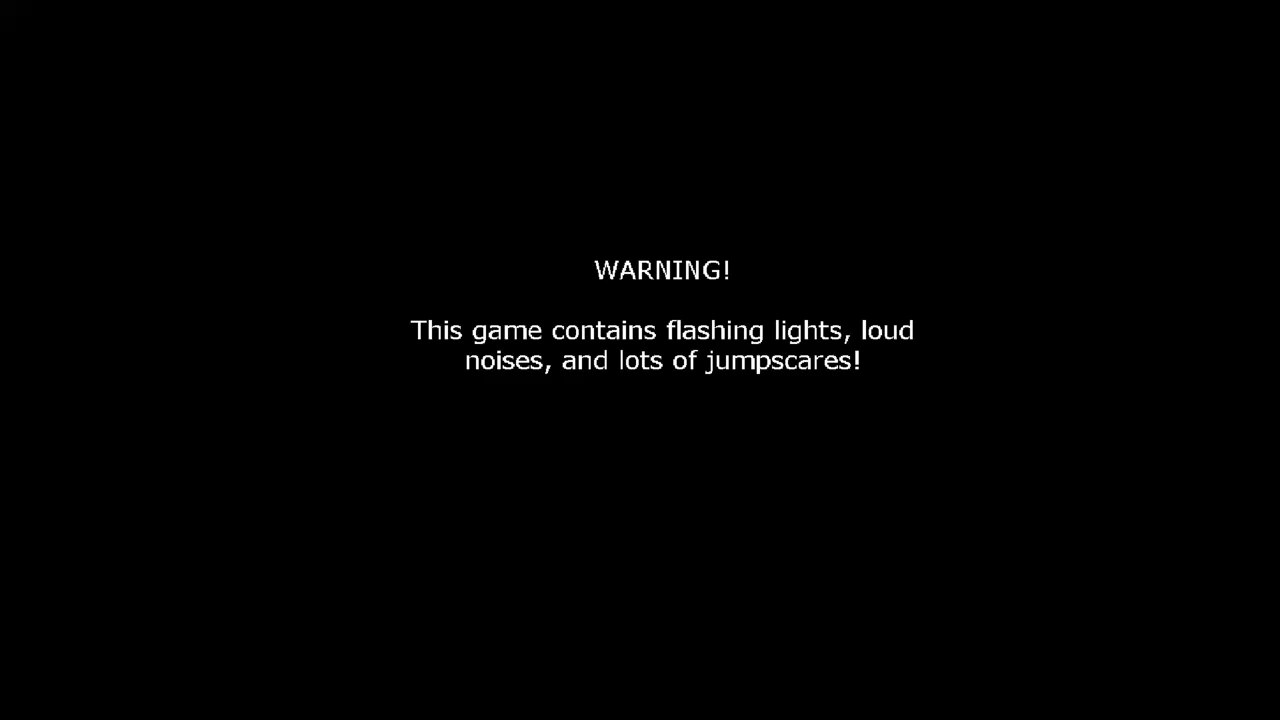 WARNING!
This game contains flashing lights, loud
noises, and lots of jumpscares!